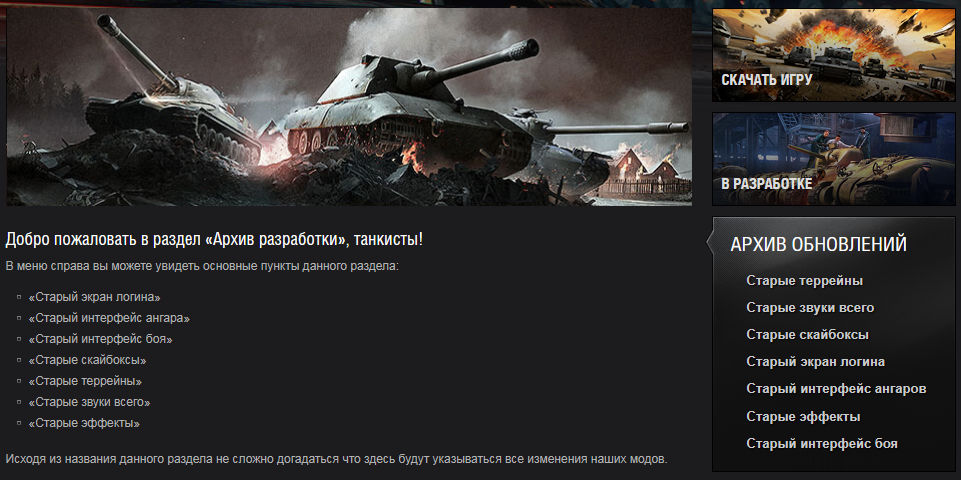 Добро пожаловать в раздел «Архив разработки», танкисты!
В меню справа вы можете увидеть основные пункты данного раздела:
«Старый экран логина»
«Старый интерфейс ангара»
«Старый интерфейс боя»
«Старые скайбоксы»
«Старые террейны»
«Старые звуки всего»
«Старые эффекты»
Исходя из названия данного раздела не сложно догадаться что здесь будут указываться все изменения наших модов.
СКАЧАТЬ ИГРУ
В РАЗРАБОТКЕ
АРХИВ ОБНОВЛЕНИЙ
Старые террейны
Старые звуки всего
Старые скайбоксы
Старый экран логина
Старый интерфейс ангаров
Старые эффекты
Старый интерфейс боя